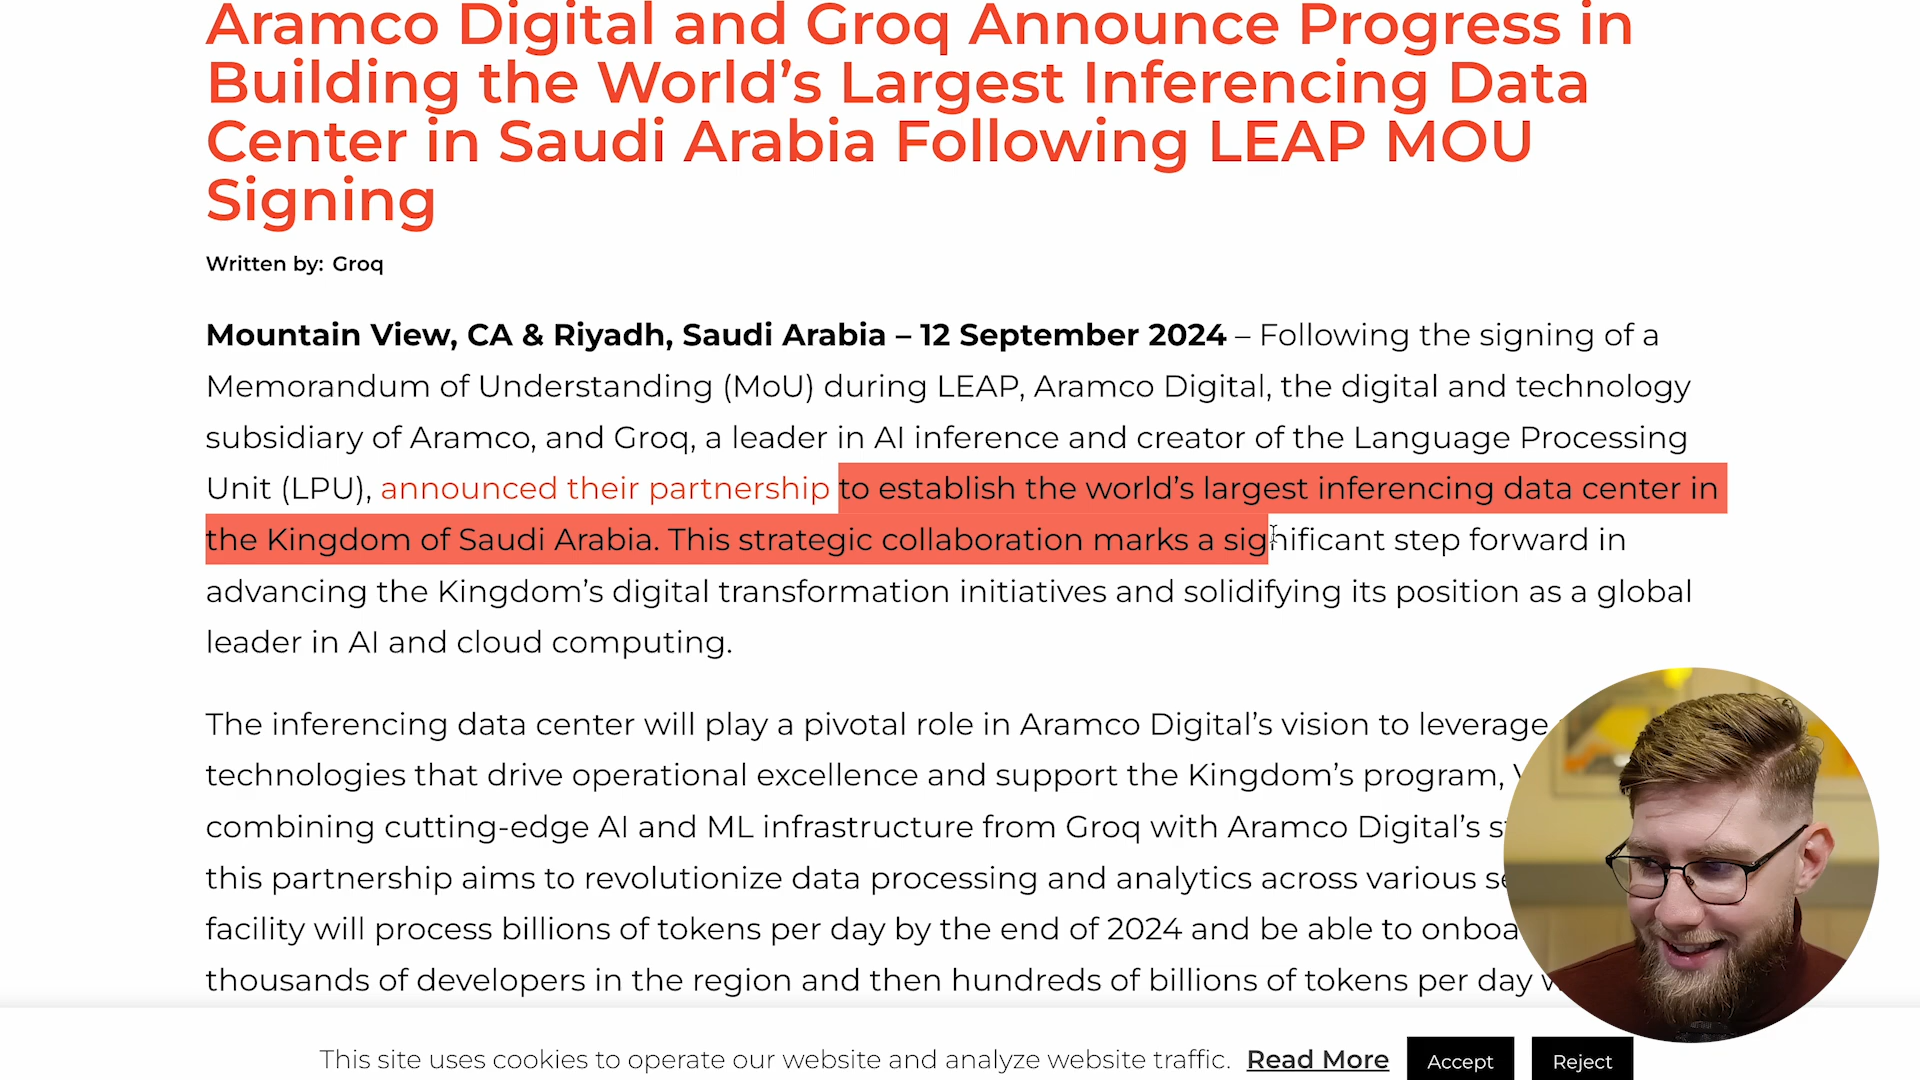 Aramco Digital and Groq Announce Progress in
Building the World’s Largest Inferencing Data
Center in Saudi Arabia Following LEAP MOU
Signing
Written by: Groq
Mountain View, CA & Riyadh, Saudi Arabia – 12 September 2024 – Following the signing of a
Memorandum of Understanding (MoU) during LEAP, Aramco Digital, the digital and technology
subsidiary of Aramco, and Groq, a leader in AI inference and creator of the Language Processing
Unit (LPU), announced their partnership to establish the world’s largest inferencing data center in
the Kingdom of Saudi Arabia. This strategic collaboration marks a significant step forward in
advancing the Kingdom’s digital transformation initiatives and solidifying its position as a global
leader in AI and cloud computing.
The inferencing data center will play a pivotal role in Aramco Digital’s vision to leverage
technologies that drive operational excellence and support the Kingdom’s program,
combining cutting-edge AI and ML infrastructure from Groq with Aramco Digital’s
this partnership aims to revolutionize data processing and analytics across various
facility will process billions of tokens per day by the end of 2024 and be able to
thousands of developers in the region and then hundreds of billions of tokens per day
This site uses cookies to operate our website and analyze website traffic. Read More Accept Reject